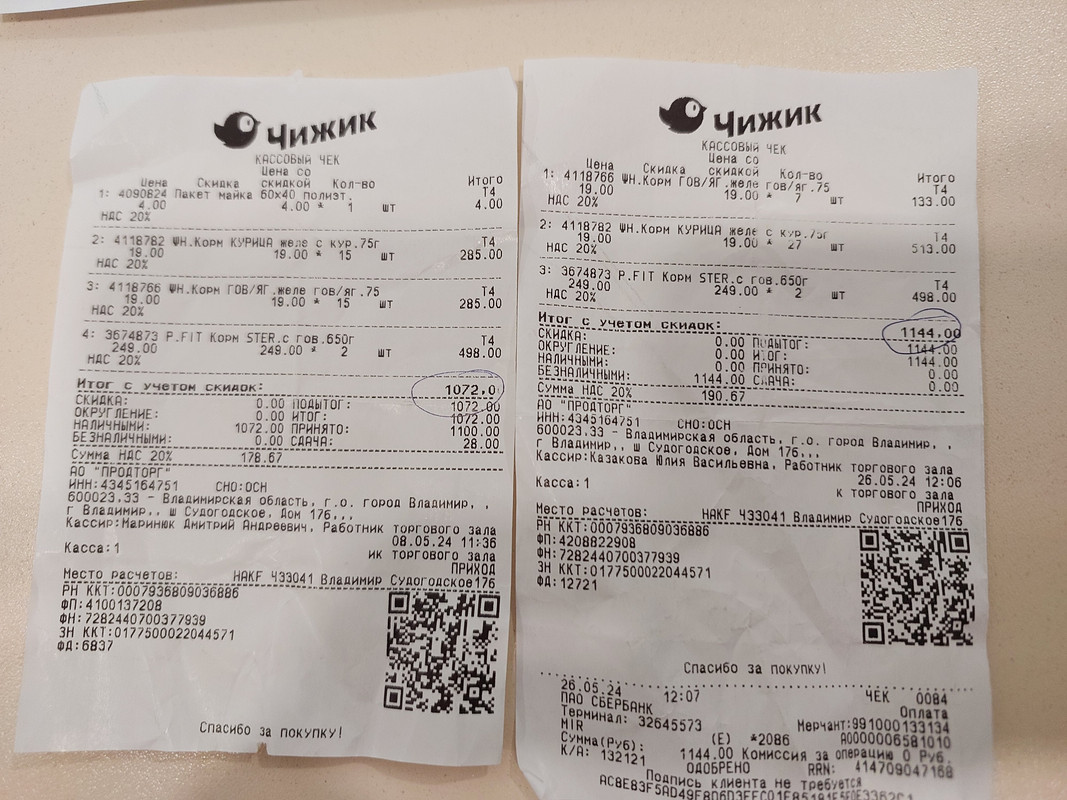 Чижик
КАССОВЫЙ ЧЕК
Цена Скидка Цена со скидкой Кол-во Итого
1: 4090824 Пакет майка 60х40 полиэт. Т4
4.00 4.00 * 1 шт 4.00
НДС 20%
2: 4118782 ФН.Корм КУРИЦА желе с кур.75г Т4
19.00 19.00 * 15 шт 285.00
НДС 20%
3: 4118766 ФН.Корм ГОВ/ЯГ.желе гов/яг.75 Т4
19.00 19.00 * 15 шт 285.00
НДС 20%
4: 3674873 P.FIT Корм STER.с гов.650г Т4
249.00 249.00 * 2 шт 498.00
НДС 20%
Итог с учетом скидок: 1072.0
СКИДКА: 0.00 ПОДЫТОГ: 1072.00
ОКРУГЛЕНИЕ: 0.00 ИТОГ: 1072.00
НАЛИЧНЫМИ: 1072.00 ПРИНЯТО: 1100.00
БЕЗНАЛИЧНЫМИ: 0.00 СДАЧА: 28.00
Сумма НДС 20% 178.67
АО "ПРОДТОРГ"
ИНН:4345164751 СНО:ОСН
600023,33 - Владимирская область, г.о. город Владимир, ,
г Владимир,, ш Судогодское, Дом 176,,,
Кассир:Маринюк Дмитрий Андреевич, Работник торгового зала
08.05.24 11:36
Касса:1 ик торгового зала
ПРИХОД
Место расчетов: HAKF Ч33041 Владимир Судогодское176
РН ККТ:0007936809036886
ФП:4100137208
ФН:7282440700377939
ЗН ККТ:0177500022044571
ФД:6837
Спасибо за покупку!
Чижик
КАССОВЫЙ ЧЕК
Цена Скидка Цена со скидкой Кол-во Итого
1: 4118766 ФН.Корм ГОВ/ЯГ.желе гов/яг.75 Т4
19.00 19.00 * 7 шт 133.00
НДС 20%
2: 4118782 ФН.Корм КУРИЦА желе с кур.75г Т4
19.00 19.00 * 27 шт 513.00
НДС 20%
3: 3674873 P.FIT Корм STER.с гов.650г Т4
249.00 249.00 * 2 шт 498.00
НДС 20%
Итог с учетом скидок: 1144.00
СКИДКА: 0.00 ПОДЫТОГ: 1144.00
ОКРУГЛЕНИЕ: 0.00 ИТОГ: 1144.00
НАЛИЧНЫМИ: 0.00 ПРИНЯТО: 0.00
БЕЗНАЛИЧНЫМИ: 1144.00 СДАЧА: 0.00
Сумма НДС 20% 190.67
АО "ПРОДТОРГ"
ИНН:4345164751 СНО:ОСН
600023,33 - Владимирская область, г.о. город Владимир, ,
г Владимир,, ш Судогодское, Дом 176,,,
Кассир:Казакова Юлия Васильевна, Работник торгового зала
26.05.24 12:06
Касса:1 к торгового зала
ПРИХОД
Место расчетов: HAKF Ч33041 Владимир Судогодское176
РН ККТ:0007936809036886
ФП:4208822908
ФН:7282440700377939
ЗН ККТ:0177500022044571
ФД:12721
Спасибо за покупку!
26.05.24 12:07 ЧЕК 0084
ПАО СБЕРБАНК Оплата
Терминал: 32645573 Мерчант:991000133134
MIR (E) *2086 A0000006581010
Сумма(Руб): 1144.00 Комиссия за операцию 0 Руб.
К/А: 132121 ОДОБРЕНО RRN: 414709047168
Подпись клиента не требуется